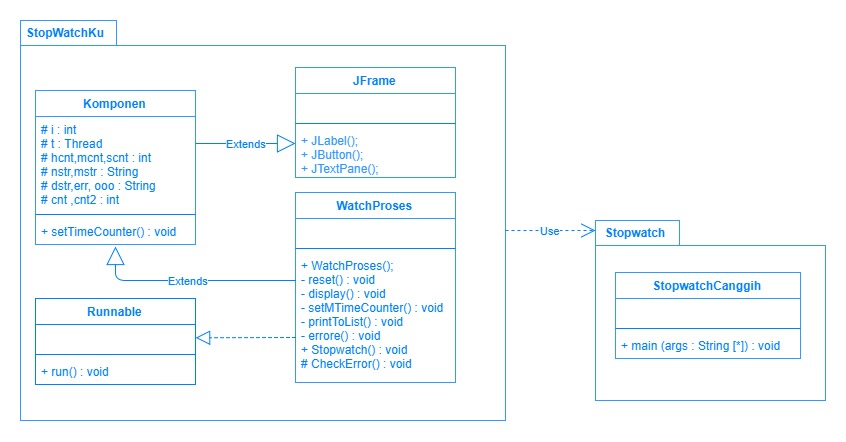 StopWatchKu
Komponen
# i : int
# t : Thread
# hcnt,mcnt,scnt : int
# nstr,mstr : String
# dstr,err, ooo : String
# cnt ,cnt2 : int
+ setTimeCounter() : void
Extends
JFrame
+ JLabel();
+ JButton();
+ JTextPane();
WatchProses
+ WatchProses();
- reset() : void
- display() : void
- setMTimeCounter() : void
- printToList() : void
- errore() : void
+ Stopwatch() : void
# CheckError() : void
Extends
Runnable
+ run() : void
Use
Stopwatch
StopwatchCanggih
+ main (args : String [*]) : void